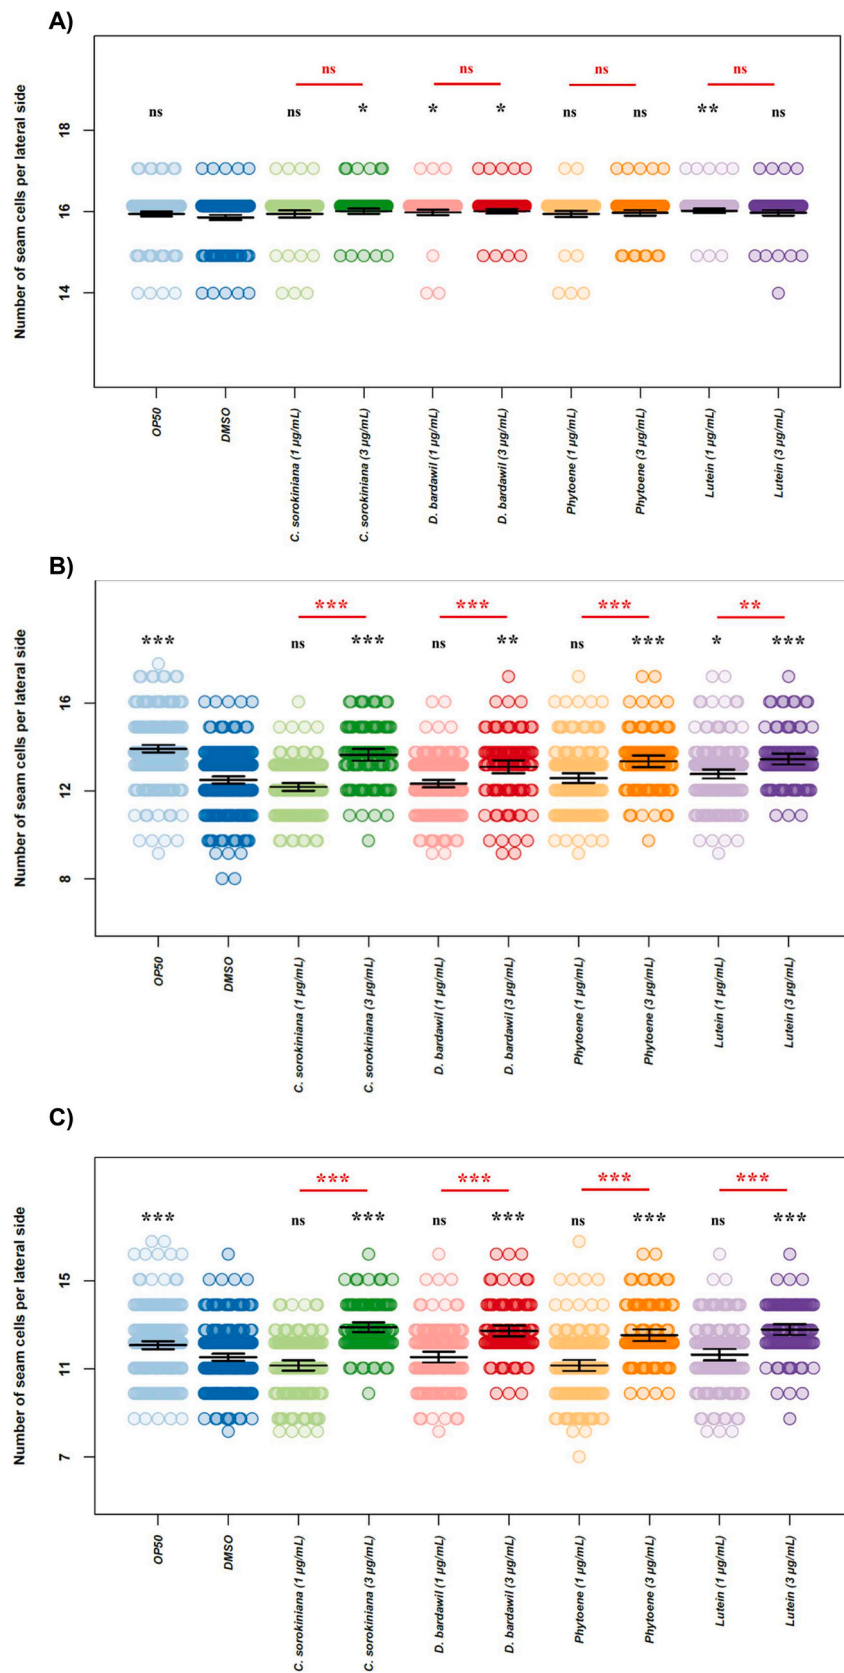 A)
Number of seam cells per lateral side
18
16
14
ns ns ns ns
ns ns * * * ns ns ** ns
OP50
DMSO
C. sorokiniana (1 µg/mL)
C. sorokiniana (3 µg/mL)
D. bardawil (1 µg/mL)
D. bardawil (3 µg/mL)
Phytoene (1 µg/mL)
Phytoene (3 µg/mL)
Lutein (1 µg/mL)
Lutein (3 µg/mL)
B)
Number of seam cells per lateral side
16
12
8
*** *** *** **
*** ns *** ns ** ns *** * ***
OP50
DMSO
C. sorokiniana (1 µg/mL)
C. sorokiniana (3 µg/mL)
D. bardawil (1 µg/mL)
D. bardawil (3 µg/mL)
Phytoene (1 µg/mL)
Phytoene (3 µg/mL)
Lutein (1 µg/mL)
Lutein (3 µg/mL)
C)
Number of seam cells per lateral side
15
11
7
*** *** *** ***
*** ns *** ns *** ns *** ns ***
OP50
DMSO
C. sorokiniana (1 µg/mL)
C. sorokiniana (3 µg/mL)
D. bardawil (1 µg/mL)
D. bardawil (3 µg/mL)
Phytoene (1 µg/mL)
Phytoene (3 µg/mL)
Lutein (1 µg/mL)
Lutein (3 µg/mL)